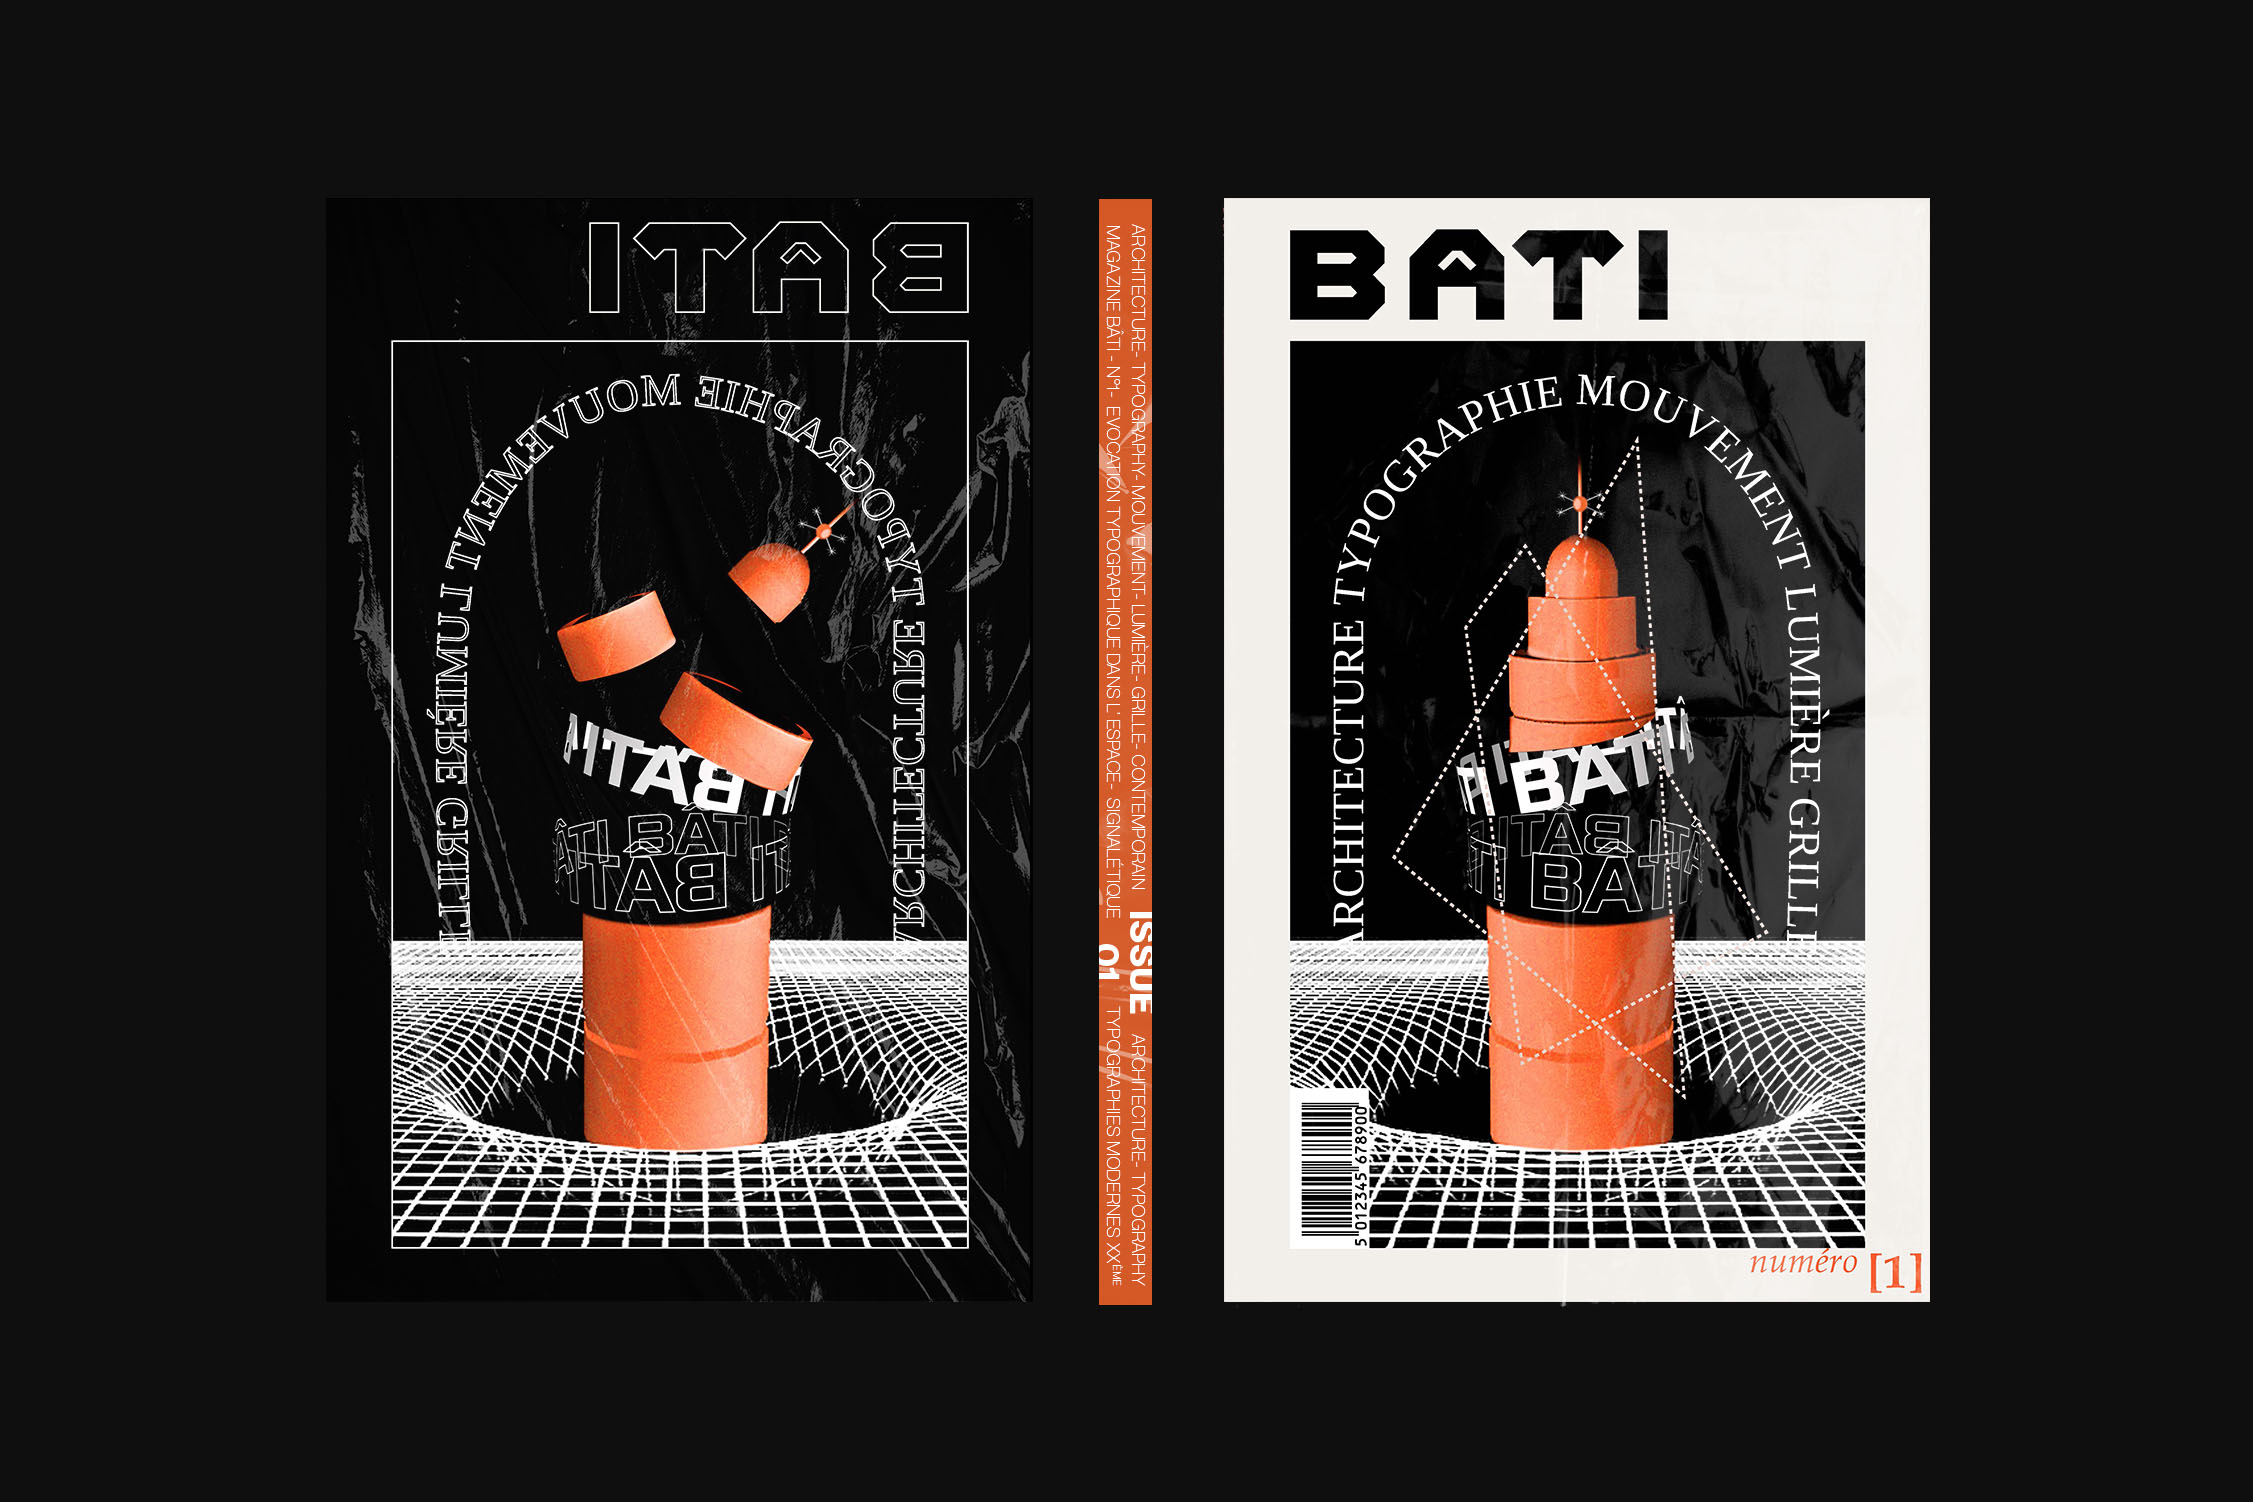 BÂTI
ARCHITECTURE TYPOGRAPHIE MOUVEMENT LUMIÈRE GRILLE
BÂTI
BÂTI BÂTI
BÂTI
ARCHITECTURE- TYPOGRAPHY- MOUVEMENT- LUMIÈRE- GRILLE- CONTEMPORAIN ISSUE ARCHITECTURE- TYPOGRAPHY
MAGAZINE BÂTI - N°1- EVOCATION TYPOGRAPHIQUE DANS L'ESPACE- SIGNALÉTIQUE 01 TYPOGRAPHIES MODERNES XXÈME
BÂTI
ARCHITECTURE TYPOGRAPHIE MOUVEMENT LUMIÈRE GRILLE
BÂTI
BÂTI
BÂTI
5 012345 678900
numéro [1]